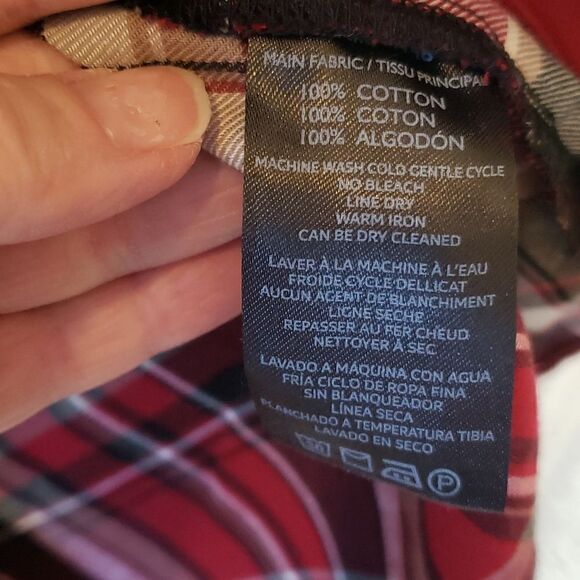 MAIN FABRIC / TISSU PRINCIPAL
100% COTTON
100% COTON
100% ALGODÓN
MACHINE WASH COLD GENTLE CYCLE
NO BLEACH
LINE DRY
WARM IRON
CAN BE DRY CLEANED
LAVER À LA MACHINE À L'EAU
FROIDE CYCLE DELLICAT
AUCUN AGENT DE BLANCHIMENT
LIGNE SECHE
REPASSER AU FER CHEUD
NETTOYER À SEC
LAVADO A MAQUINA CON AGUA
FRÍA CICLO DE ROPA FINA
SIN BLANQUEADOR
LÍNEA SECA
PLANCHADO A TEMPERATURA TIBIA
LAVADO EN SECO
P